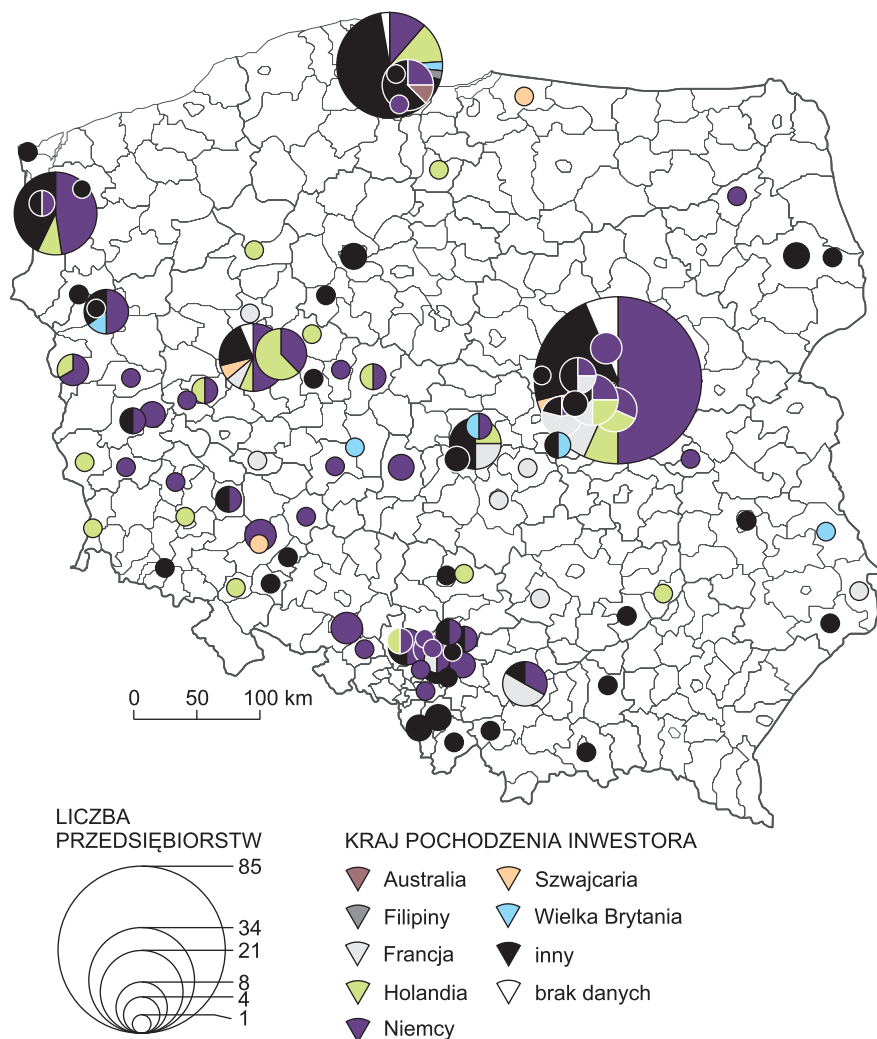 0 50 100 km
LICZBA
PRZEDSIĘBIORSTW
85
34
21
8
4
1
KRAJ POCHODZENIA INWESTORA
Australia
Filipiny
Francja
Holandia
Niemcy
Szwajcaria
Wielka Brytania
inny
brak danych